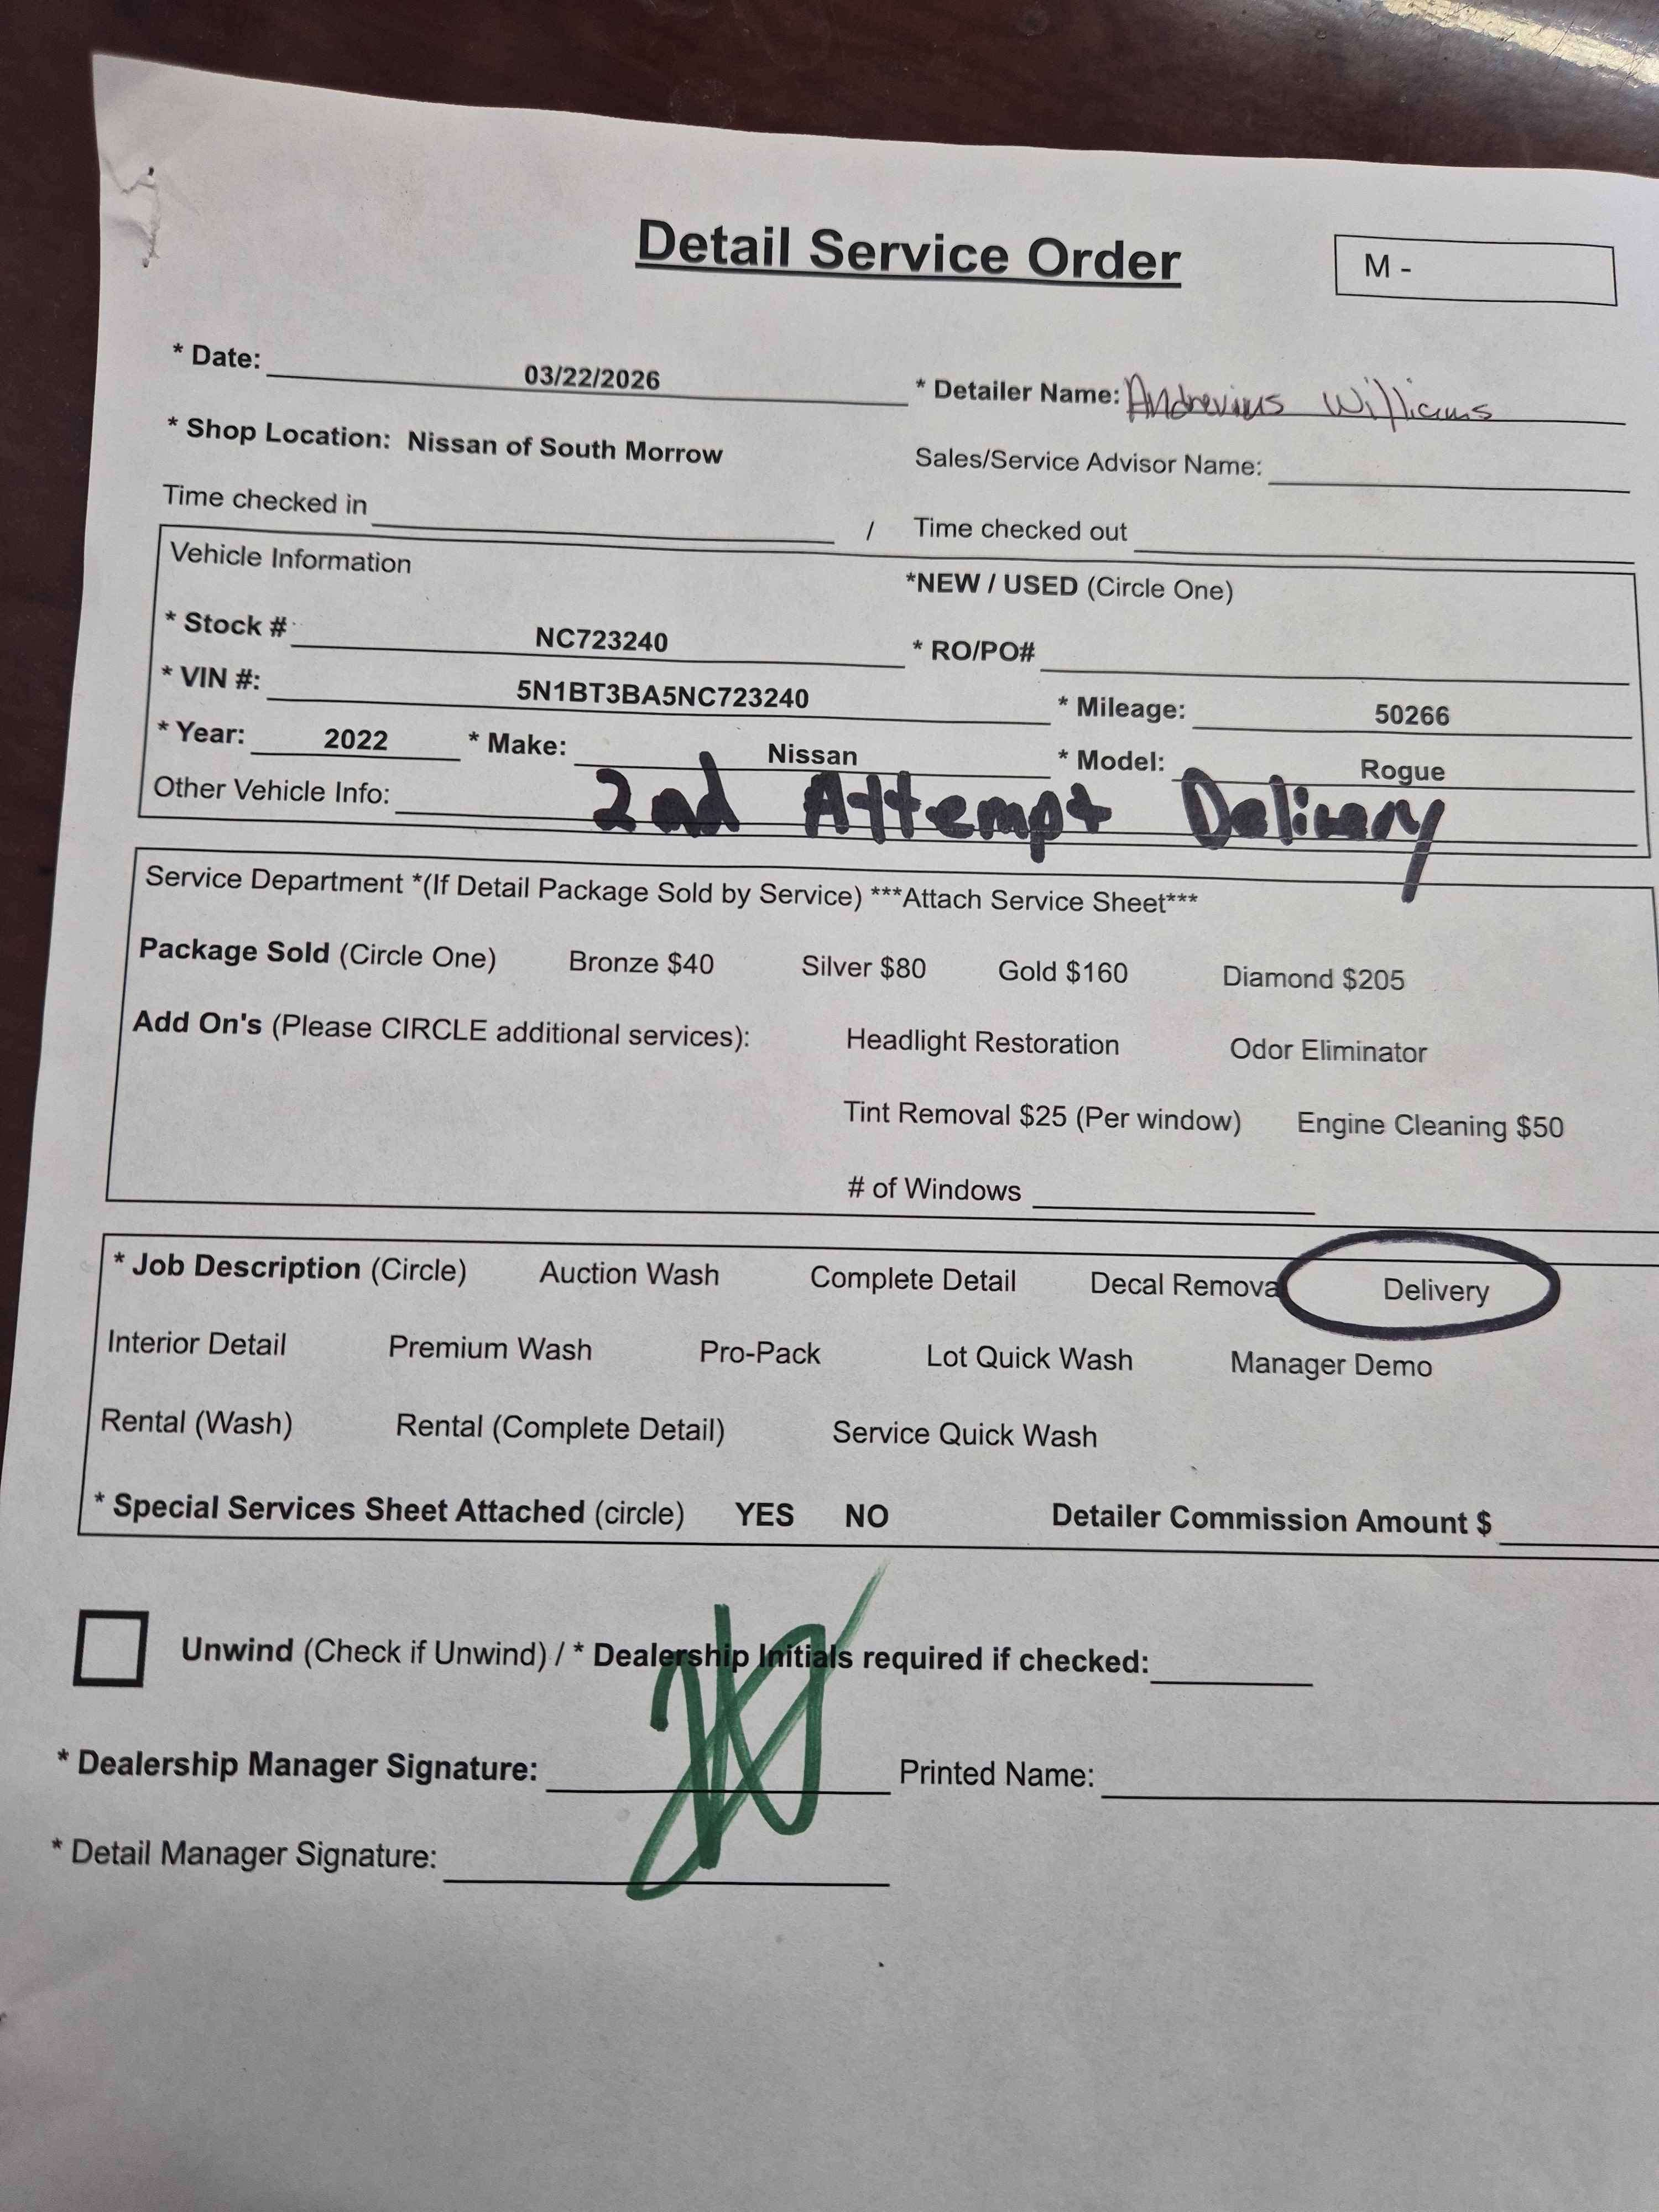 Detail Service Order
M -
* Date: 03/22/2026
* Detailer Name: Andrevius Williams
* Shop Location: Nissan of South Morrow
Sales/Service Advisor Name:
Time checked in / Time checked out
Vehicle Information
*NEW / USED (Circle One)
* Stock # NC723240
* RO/PO#
* VIN #: 5N1BT3BA5NC723240
* Mileage: 50266
* Year: 2022 * Make: Nissan * Model: Rogue
Other Vehicle Info: 2nd Attempt Delivery
Service Department *(If Detail Package Sold by Service) ***Attach Service Sheet***
Package Sold (Circle One) Bronze $40 Silver $80 Gold $160 Diamond $205
Add On's (Please CIRCLE additional services): Headlight Restoration Odor Eliminator
Tint Removal $25 (Per window) Engine Cleaning $50
# of Windows
* Job Description (Circle) Auction Wash Complete Detail Decal Remova Delivery
Interior Detail Premium Wash Pro-Pack Lot Quick Wash Manager Demo
Rental (Wash) Rental (Complete Detail) Service Quick Wash
* Special Services Sheet Attached (circle) YES NO Detailer Commission Amount $
Unwind (Check if Unwind) / * Dealership Initials required if checked:
* Dealership Manager Signature: Printed Name:
* Detail Manager Signature: